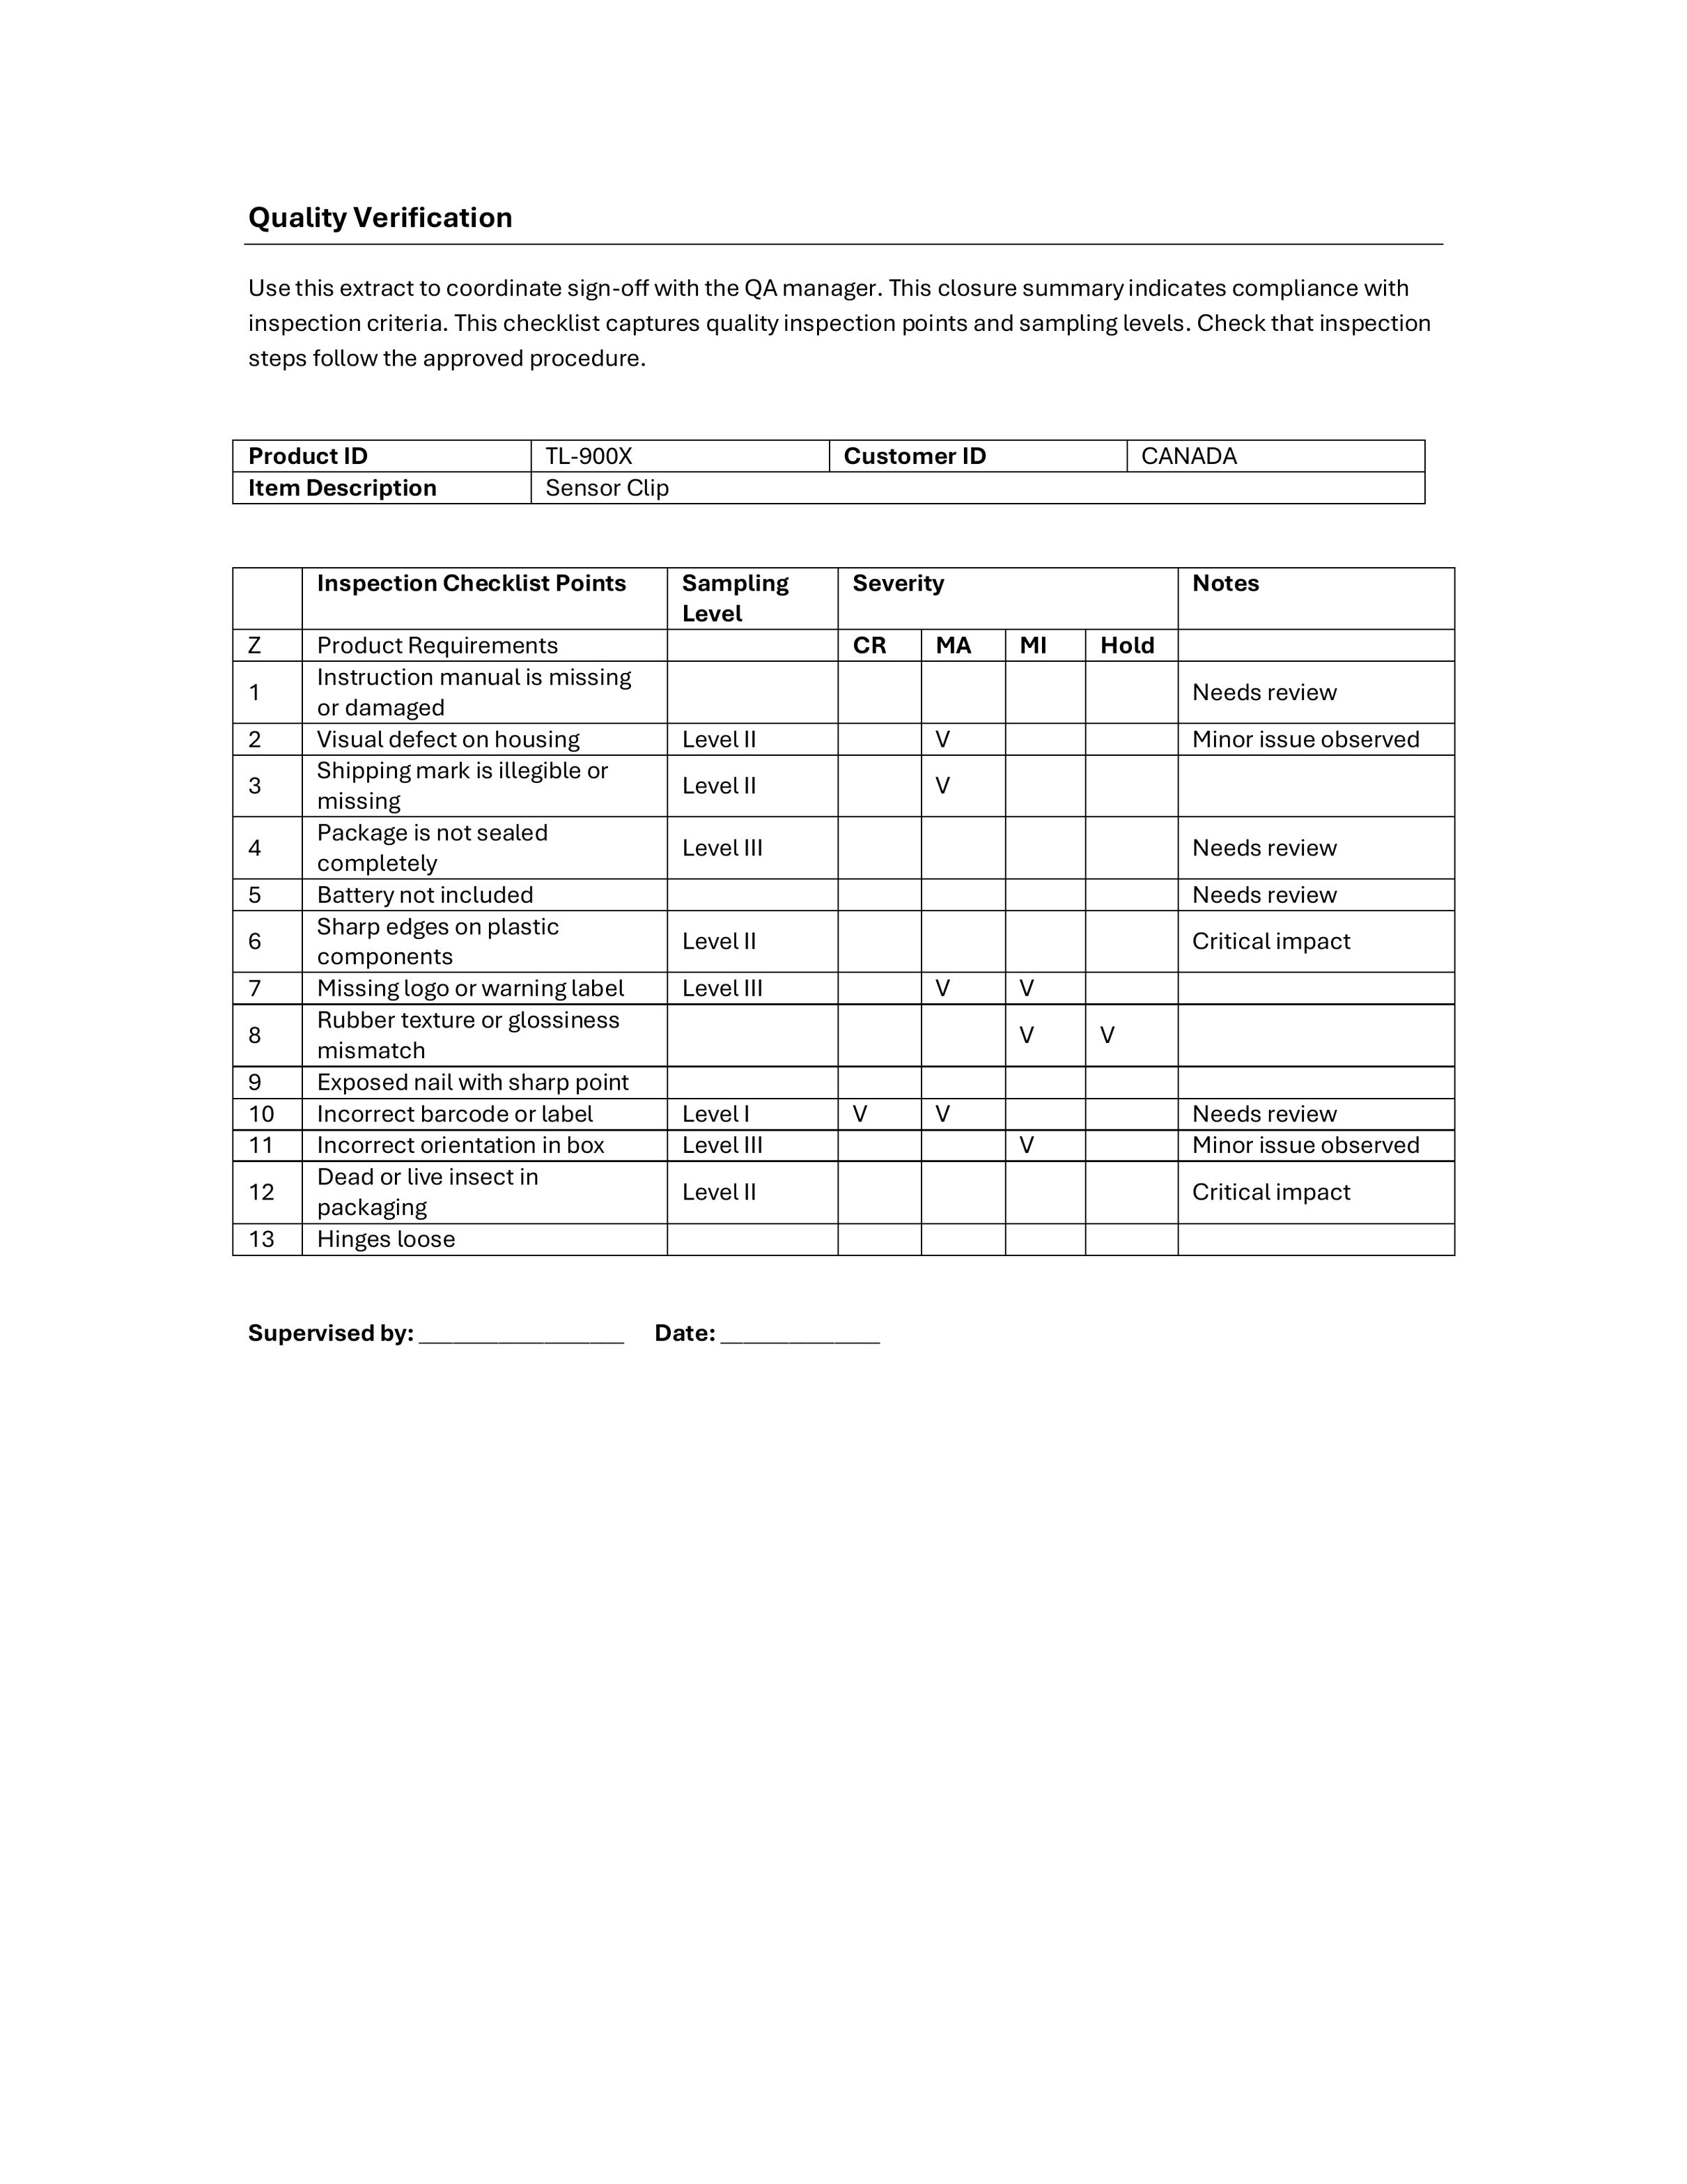 Quality Verification
Use this extract to coordinate sign-off with the QA manager. This closure summary indicates compliance with
inspection criteria. This checklist captures quality inspection points and sampling levels. Check that inspection
steps follow the approved procedure.
Product ID TL-900X Customer ID CANADA
Item Description Sensor Clip
Inspection Checklist Points Sampling Level Severity Notes
Z Product Requirements CR MA MI Hold
1 Instruction manual is missing or damaged Needs review
2 Visual defect on housing Level II V Minor issue observed
3 Shipping mark is illegible or missing Level II V
4 Package is not sealed completely Level III Needs review
5 Battery not included Needs review
6 Sharp edges on plastic components Level II Critical impact
7 Missing logo or warning label Level III V V
8 Rubber texture or glossiness mismatch V V
9 Exposed nail with sharp point
10 Incorrect barcode or label Level I V V Needs review
11 Incorrect orientation in box Level III V Minor issue observed
12 Dead or live insect in packaging Level II Critical impact
13 Hinges loose
Supervised by: __________________ Date: ______________